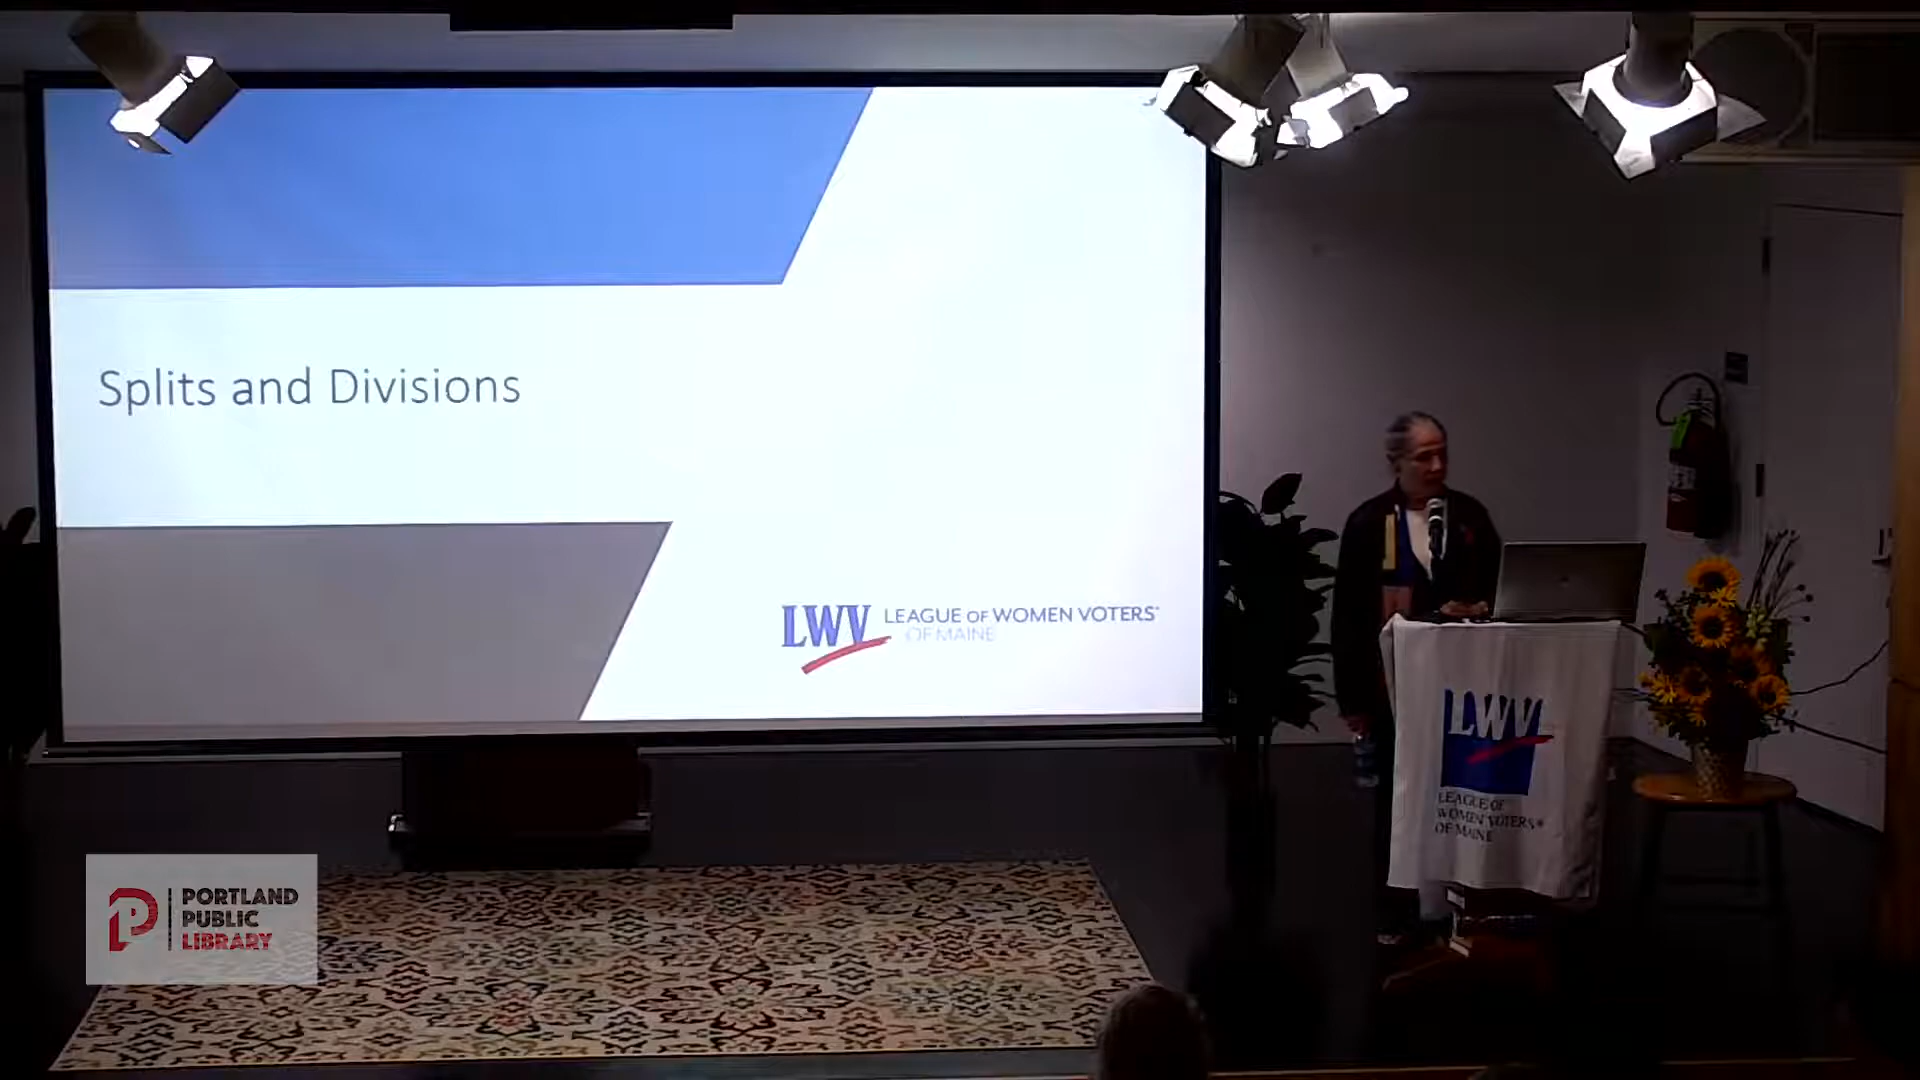 Splits and Divisions
LWV LEAGUE OF WOMEN VOTERS®
OF MAINE
LWV
LEAGUE OF
WOMEN VOTERS®
OF MAINE
PORTLAND
PUBLIC
LIBRARY